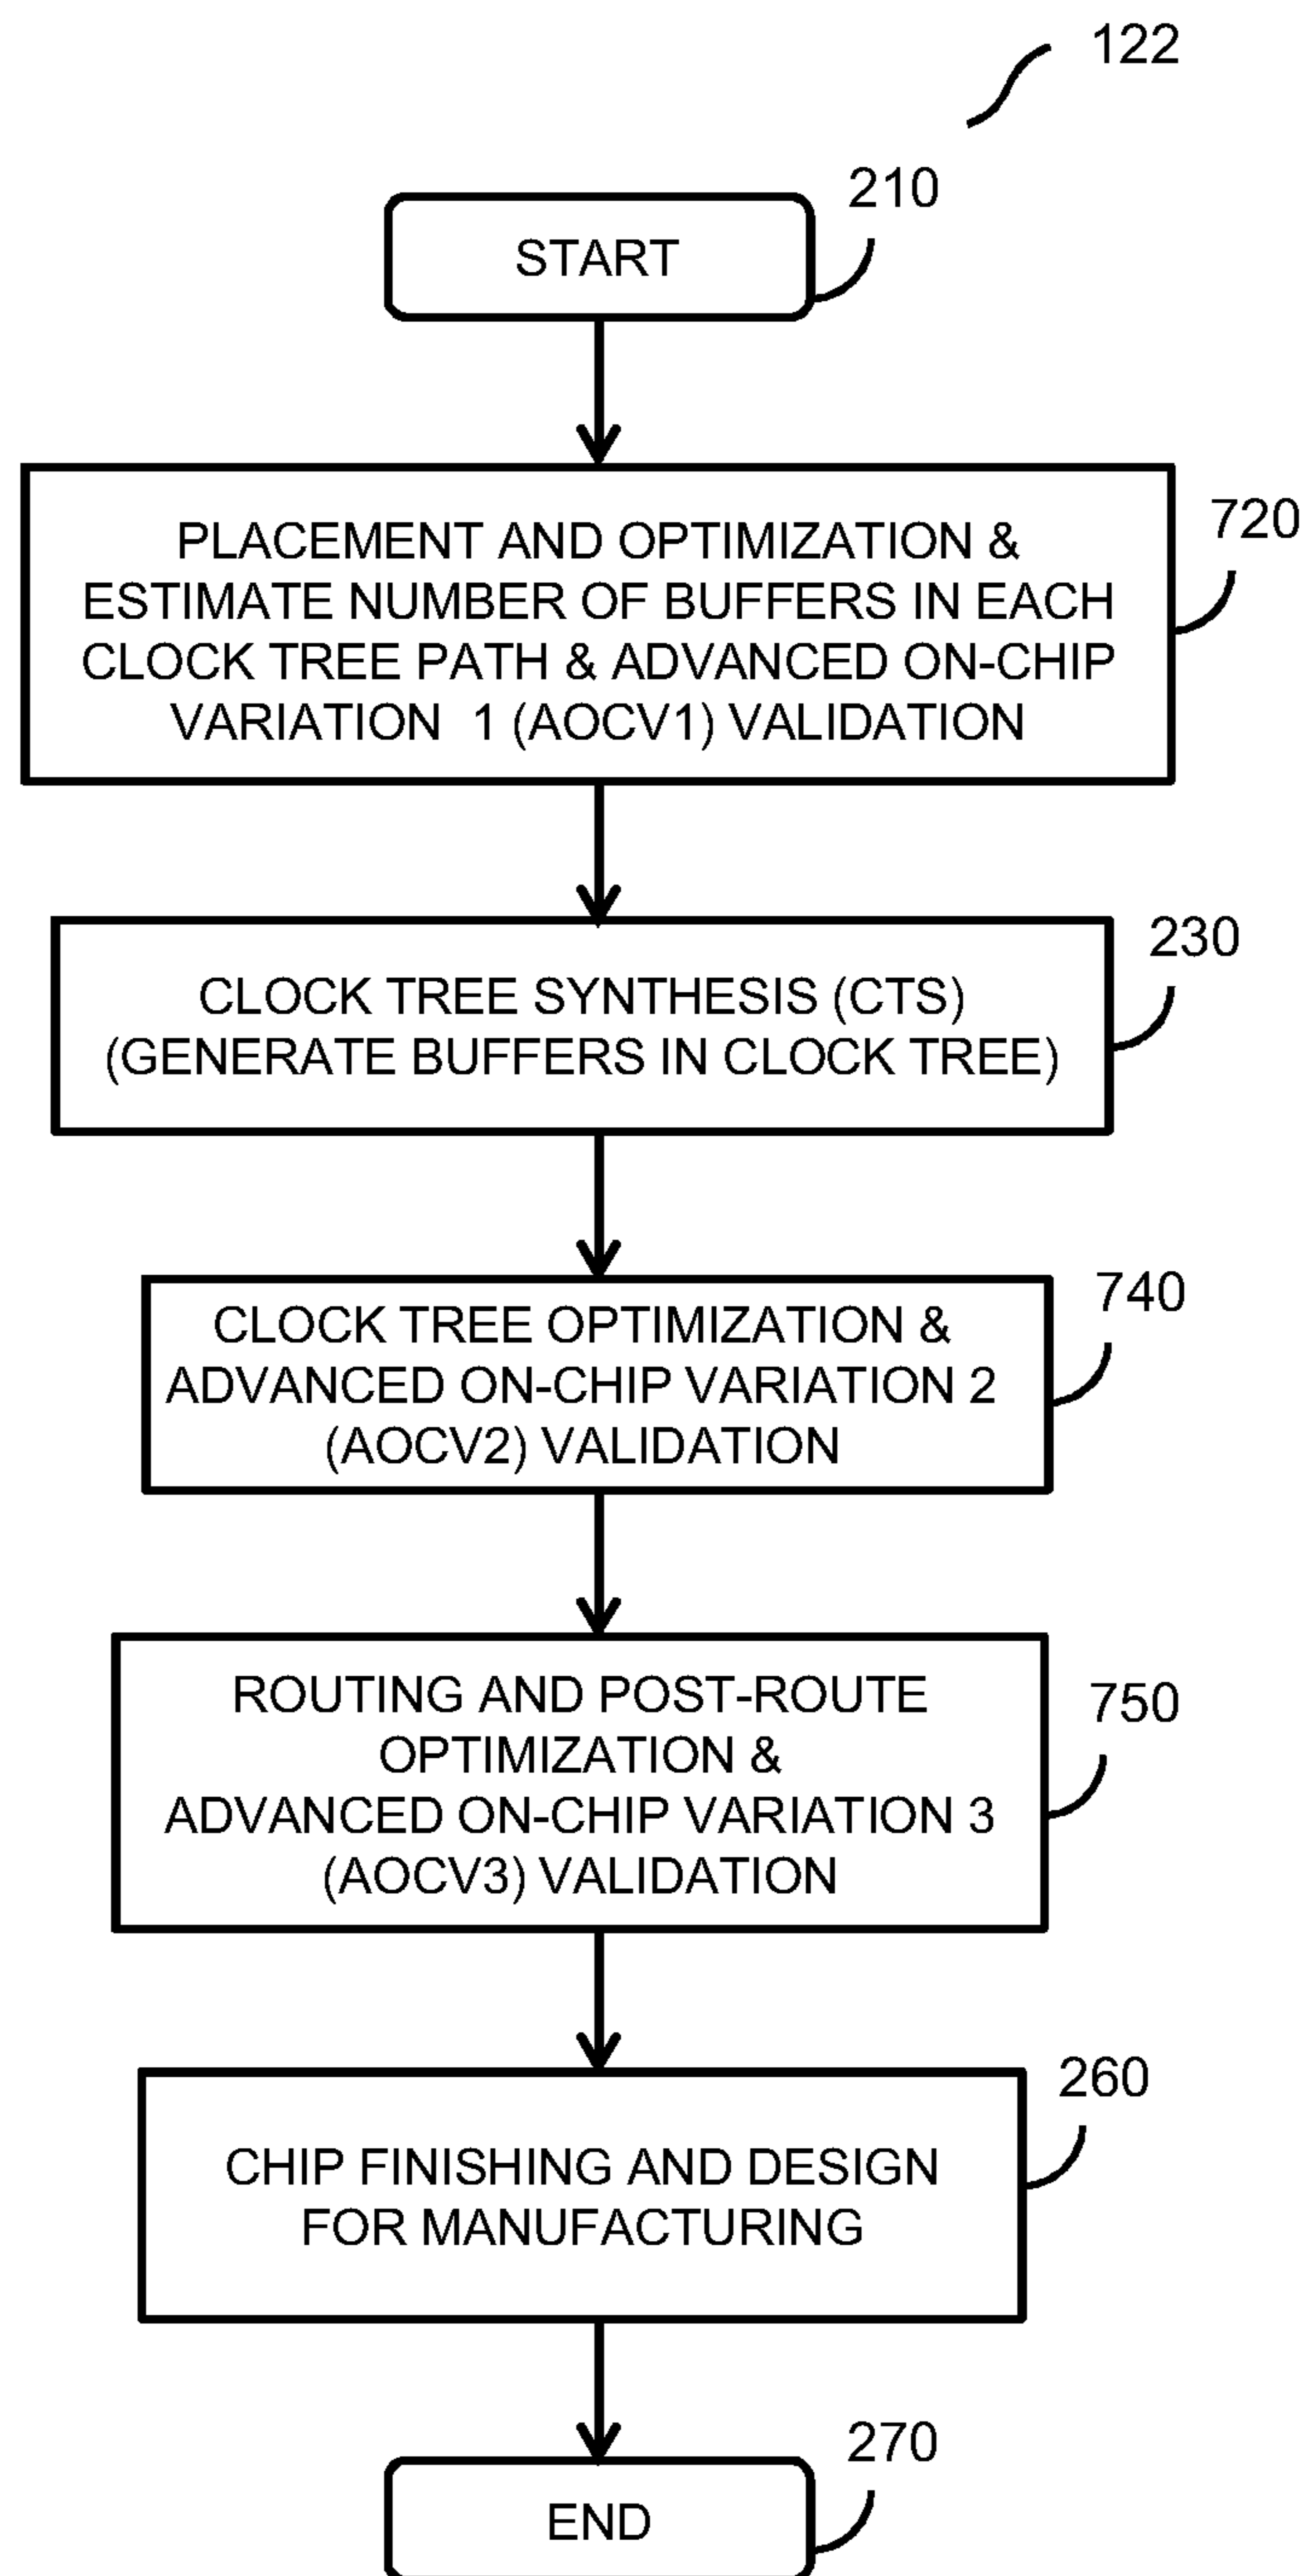 122
210
START
720
PLACEMENT AND OPTIMIZATION &
ESTIMATE NUMBER OF BUFFERS IN EACH
CLOCK TREE PATH & ADVANCED ON-CHIP
VARIATION 1 (AOCV1) VALIDATION
230
CLOCK TREE SYNTHESIS (CTS)
(GENERATE BUFFERS IN CLOCK TREE)
740
CLOCK TREE OPTIMIZATION &
ADVANCED ON-CHIP VARIATION 2
(AOCV2) VALIDATION
750
ROUTING AND POST-ROUTE
OPTIMIZATION &
ADVANCED ON-CHIP VARIATION 3
(AOCV3) VALIDATION
260
CHIP FINISHING AND DESIGN
FOR MANUFACTURING
270
END